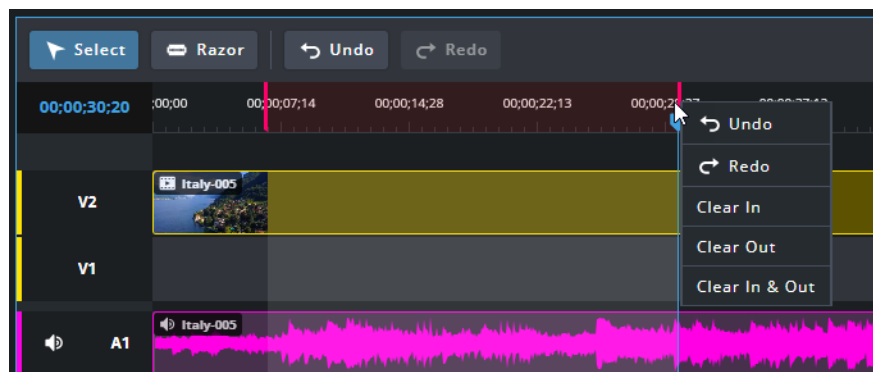 Select Razor Undo Redo
00;00;30;20 ;00;00 00;00;07;14 00;00;14;28 00;00;22;13
Undo
Redo
V2 Italy-005
Clear In
Clear Out
V1
Clear In & Out
A1 Italy-005